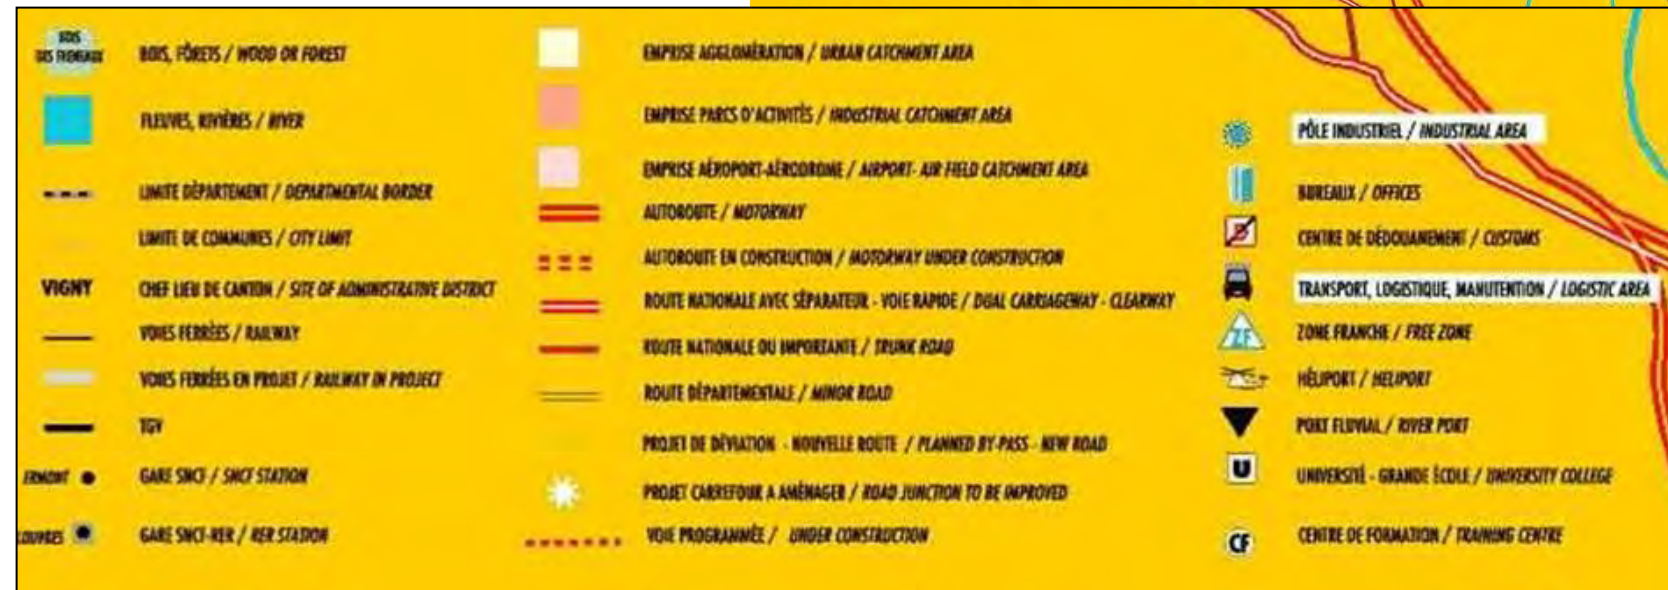 BOIS
BOIS, FÔRETS / WOOD OR FOREST
FLEUVES, RIVIÈRES / RIVER
LIMITE DÉPARTEMENT / DEPARTMENTAL BORDER
LIMITE DE COMMUNES / CITY LIMIT
VIGNY CHEF LIEU DE CANTON / SITE OF ADMINISTRATIVE DISTRICT
VOIES FERRÉES / RAILWAY
VOIES FERRÉES EN PROJET / RAILWAY IN PROJECT
TGV
ERMONT GARE SNCF / SNCF STATION
LOUVRES GARE SNCF-RER / RER STATION
EMPRISE AGGLOMÉRATION / URBAN CATCHMENT AREA
EMPRISE PARCS D'ACTIVITÉS / INDUSTRIAL CATCHMENT AREA
EMPRISE AÉROPORT-AÉRODROME / AIRPORT- AIR FIELD CATCHMENT AREA
AUTOROUTE / MOTORWAY
AUTOROUTE EN CONSTRUCTION / MOTORWAY UNDER CONSTRUCTION
ROUTE NATIONALE AVEC SÉPARATEUR - VOIE RAPIDE / DUAL CARRIAGEWAY - CLEARWAY
ROUTE NATIONALE OU IMPORTANTE / TRUNK ROAD
ROUTE DÉPARTEMENTALE / MINOR ROAD
PROJET DE DÉVIATION - NOUVELLE ROUTE / PLANNED BY-PASS - NEW ROAD
PROJET CARREFOUR A AMÉNAGER / ROAD JUNCTION TO BE IMPROVED
VOIE PROGRAMMÉE / UNDER CONSTRUCTION
PÔLE INDUSTRIEL / INDUSTRIAL AREA
BUREAUX / OFFICES
CENTRE DE DÉDOUANEMENT / CUSTOMS
TRANSPORT, LOGISTIQUE, MANUTENTION / LOGISTIC AREA
ZF ZONE FRANCHE / FREE ZONE
HÉLIPORT / HELIPORT
PORT FLUVIAL / RIVER PORT
U UNIVERSITÉ - GRANDE ÉCOLE / UNIVERSITY COLLEGE
CF CENTRE DE FORMATION / TRAINING CENTRE